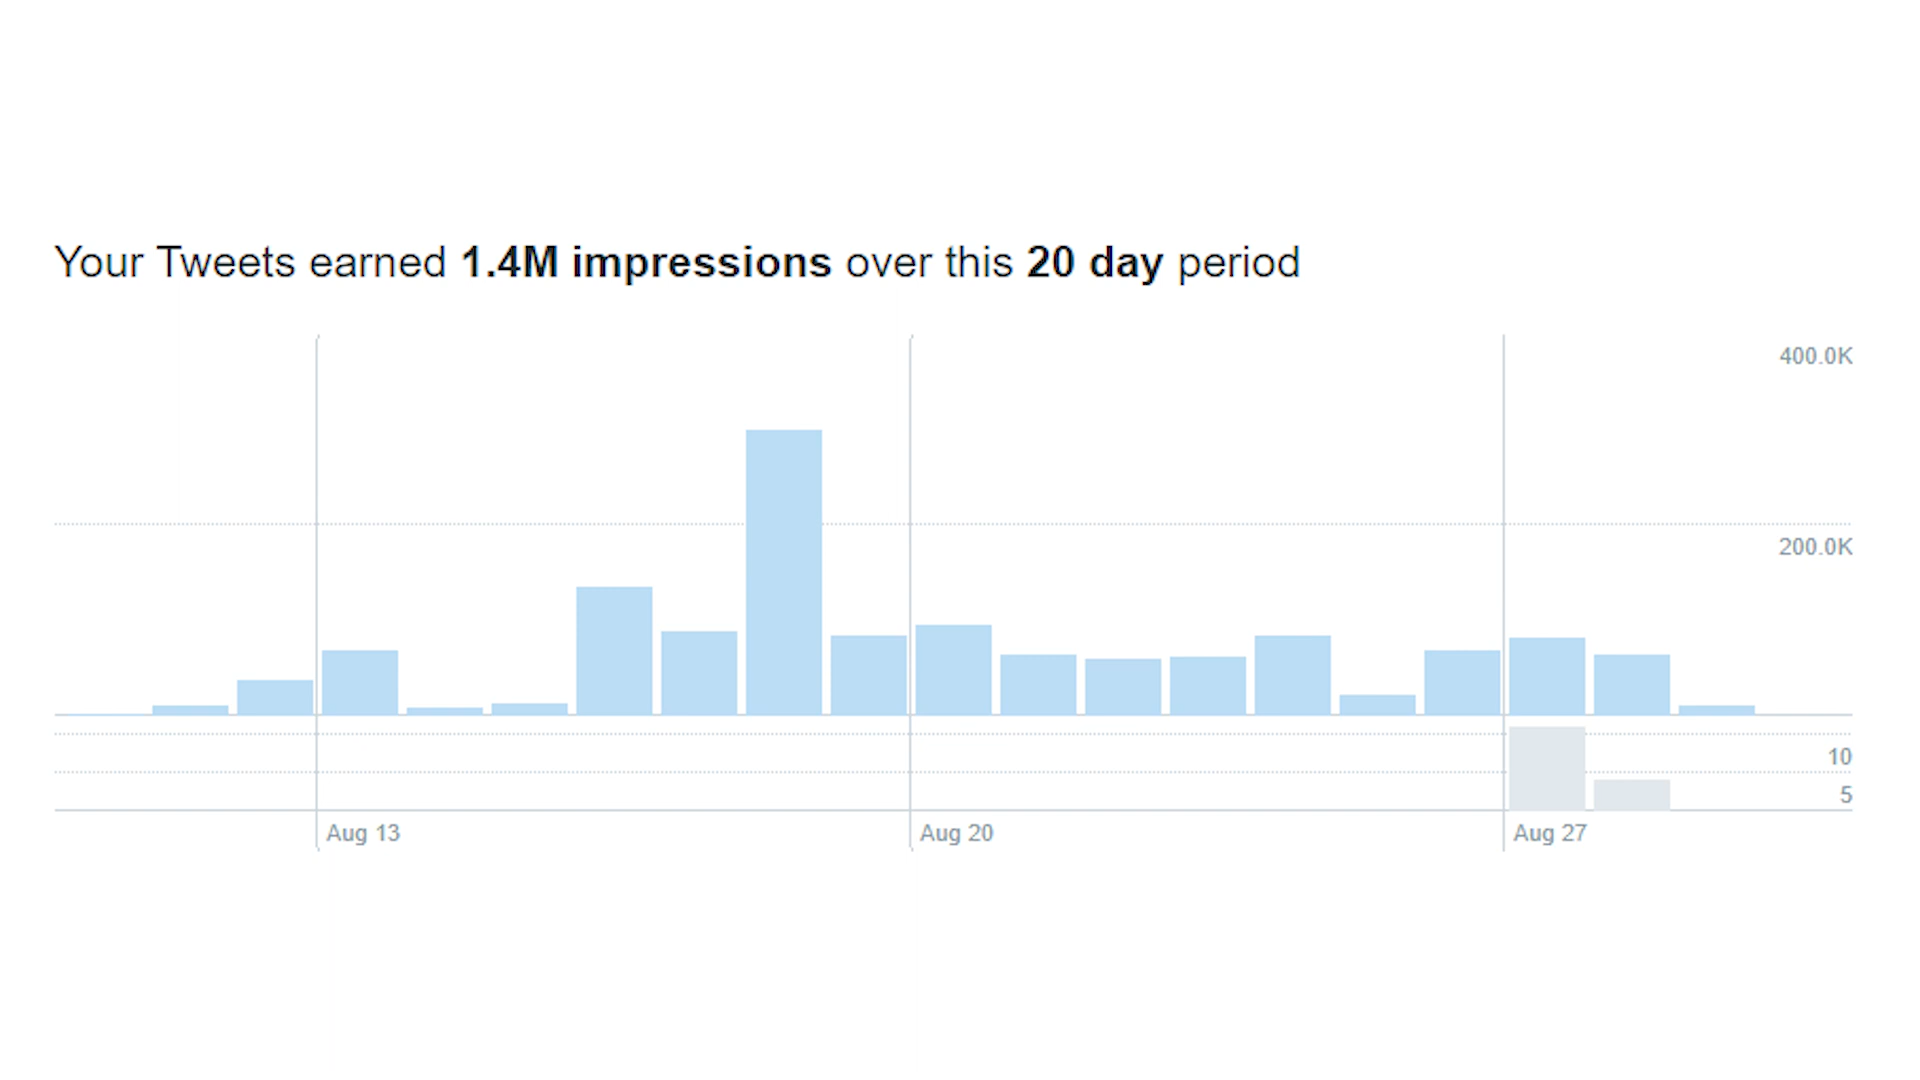 Your Tweets earned 1.4M impressions over this 20 day period
400.0K
200.0K
10
5
Aug 13
Aug 20
Aug 27